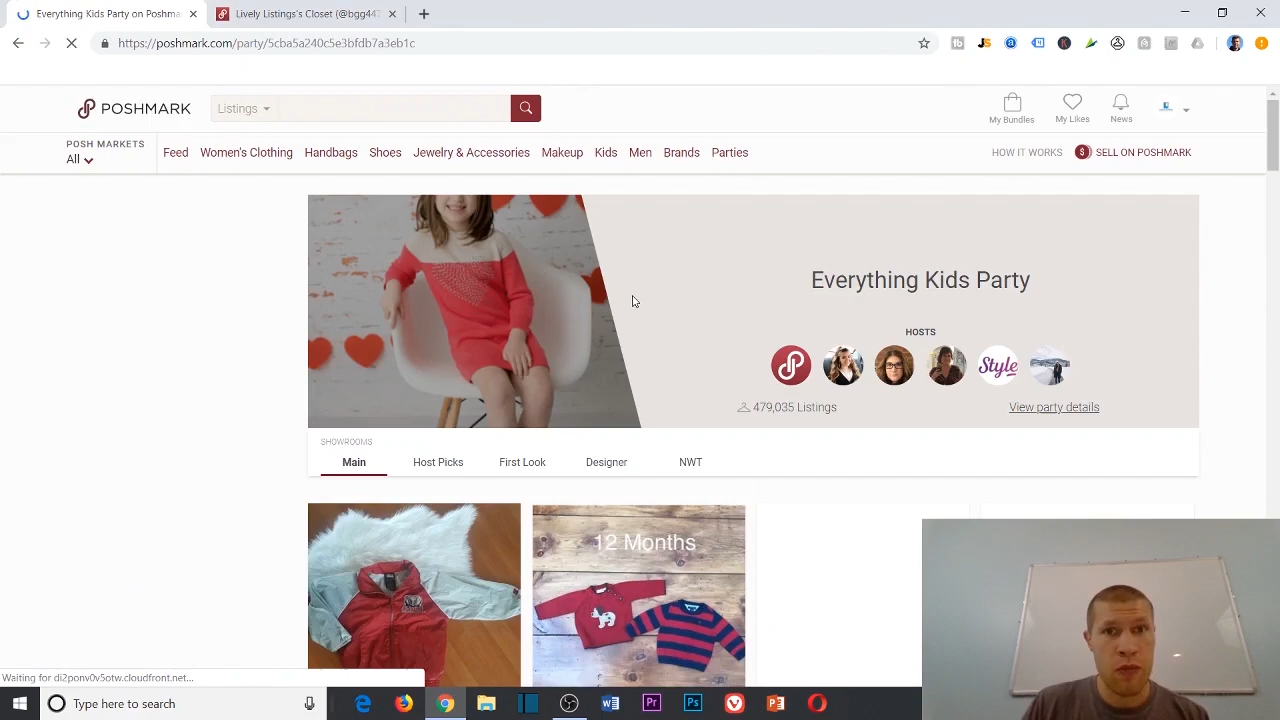 Everything Kids Party on Poshma
Lively Listings's Closet (@bgg44T
https://poshmark.com/party/5cba5a240c5e3bfdb7a3eb1c
POSHMARK
Listings
My Bundles
My Likes
News
POSH MARKETS
All
Feed
Women's Clothing
Handbags
Shoes
Jewelry & Accessories
Makeup
Kids
Men
Brands
Parties
HOW IT WORKS
$ SELL ON POSHMARK
Everything Kids Party
HOSTS
Style
479,035 Listings
View party details
SHOWROOMS
Main
Host Picks
First Look
Designer
NWT
12 Months
Waiting for di2ponv0v5otw.cloudfront.net...
Type here to search